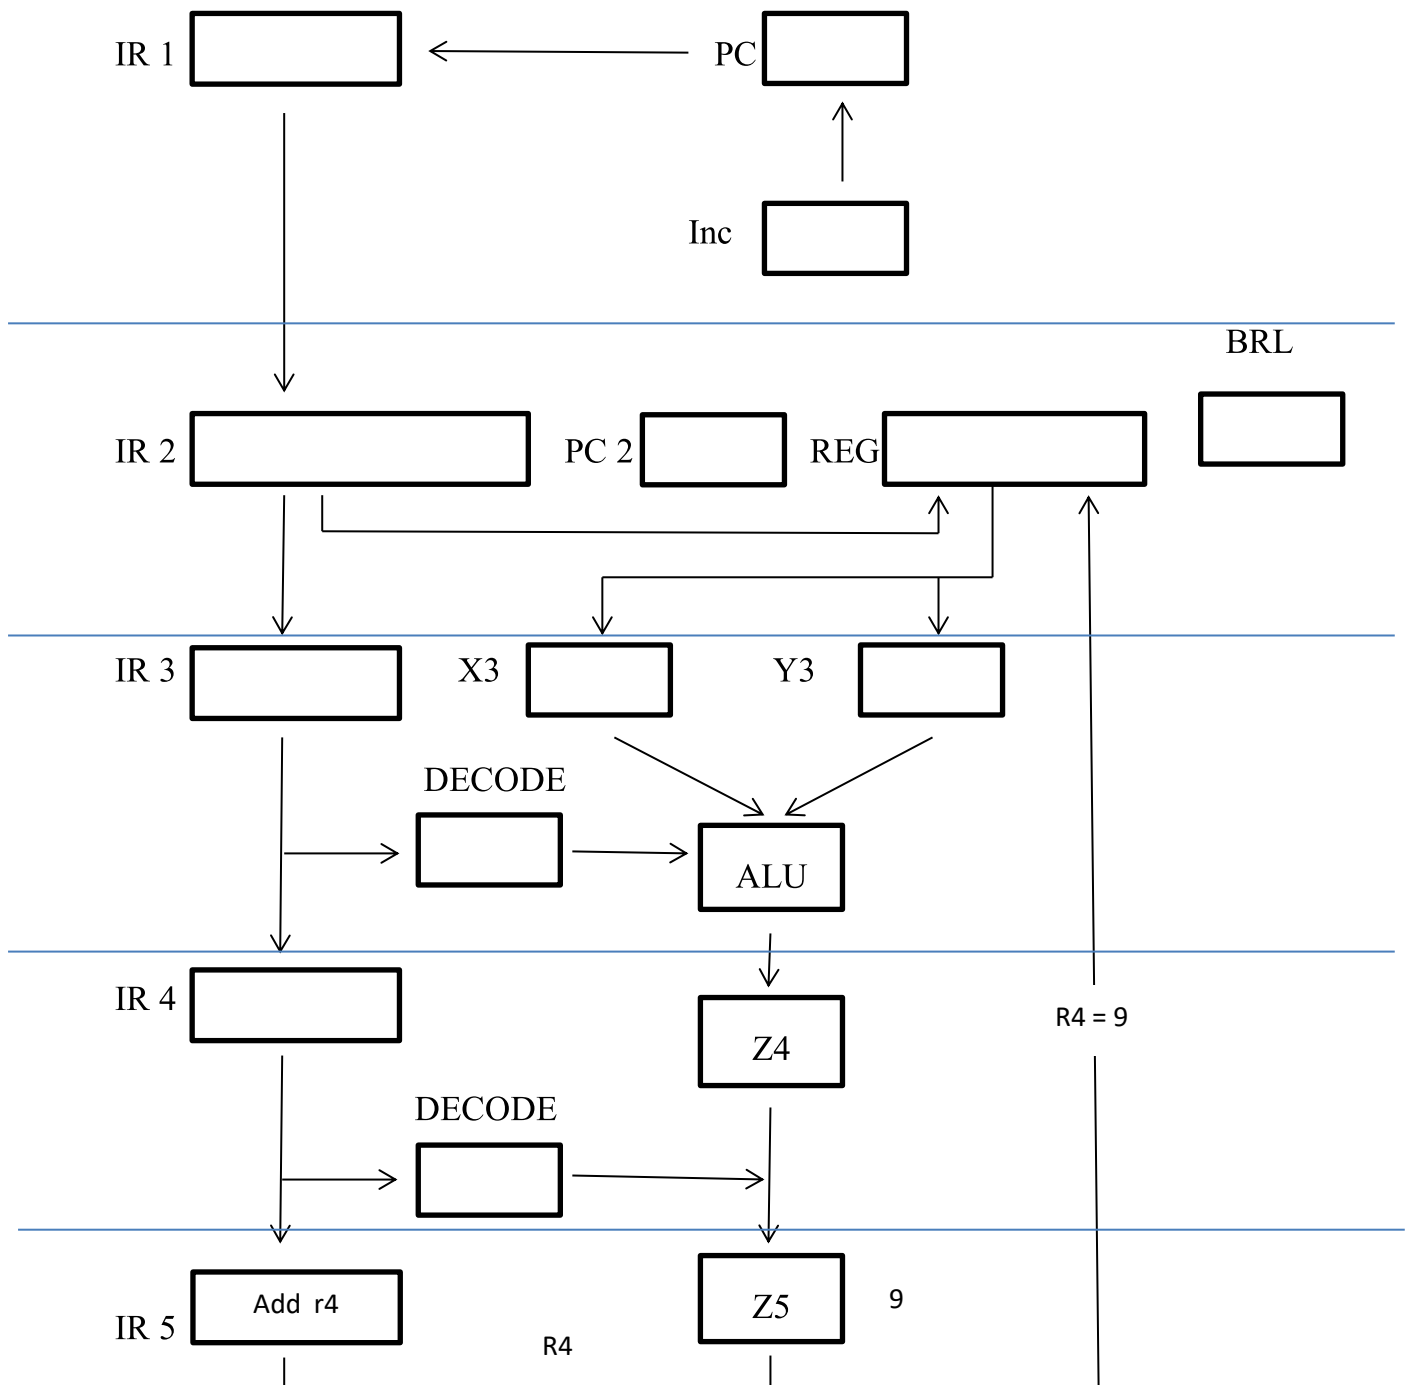 IR 1
PC
Inc
BRL
IR 2
PC 2
REG
IR 3
X3
Y3
DECODE
ALU
IR 4
Z4
R4 = 9
DECODE
IR 5
Add r4
Z5
9
R4